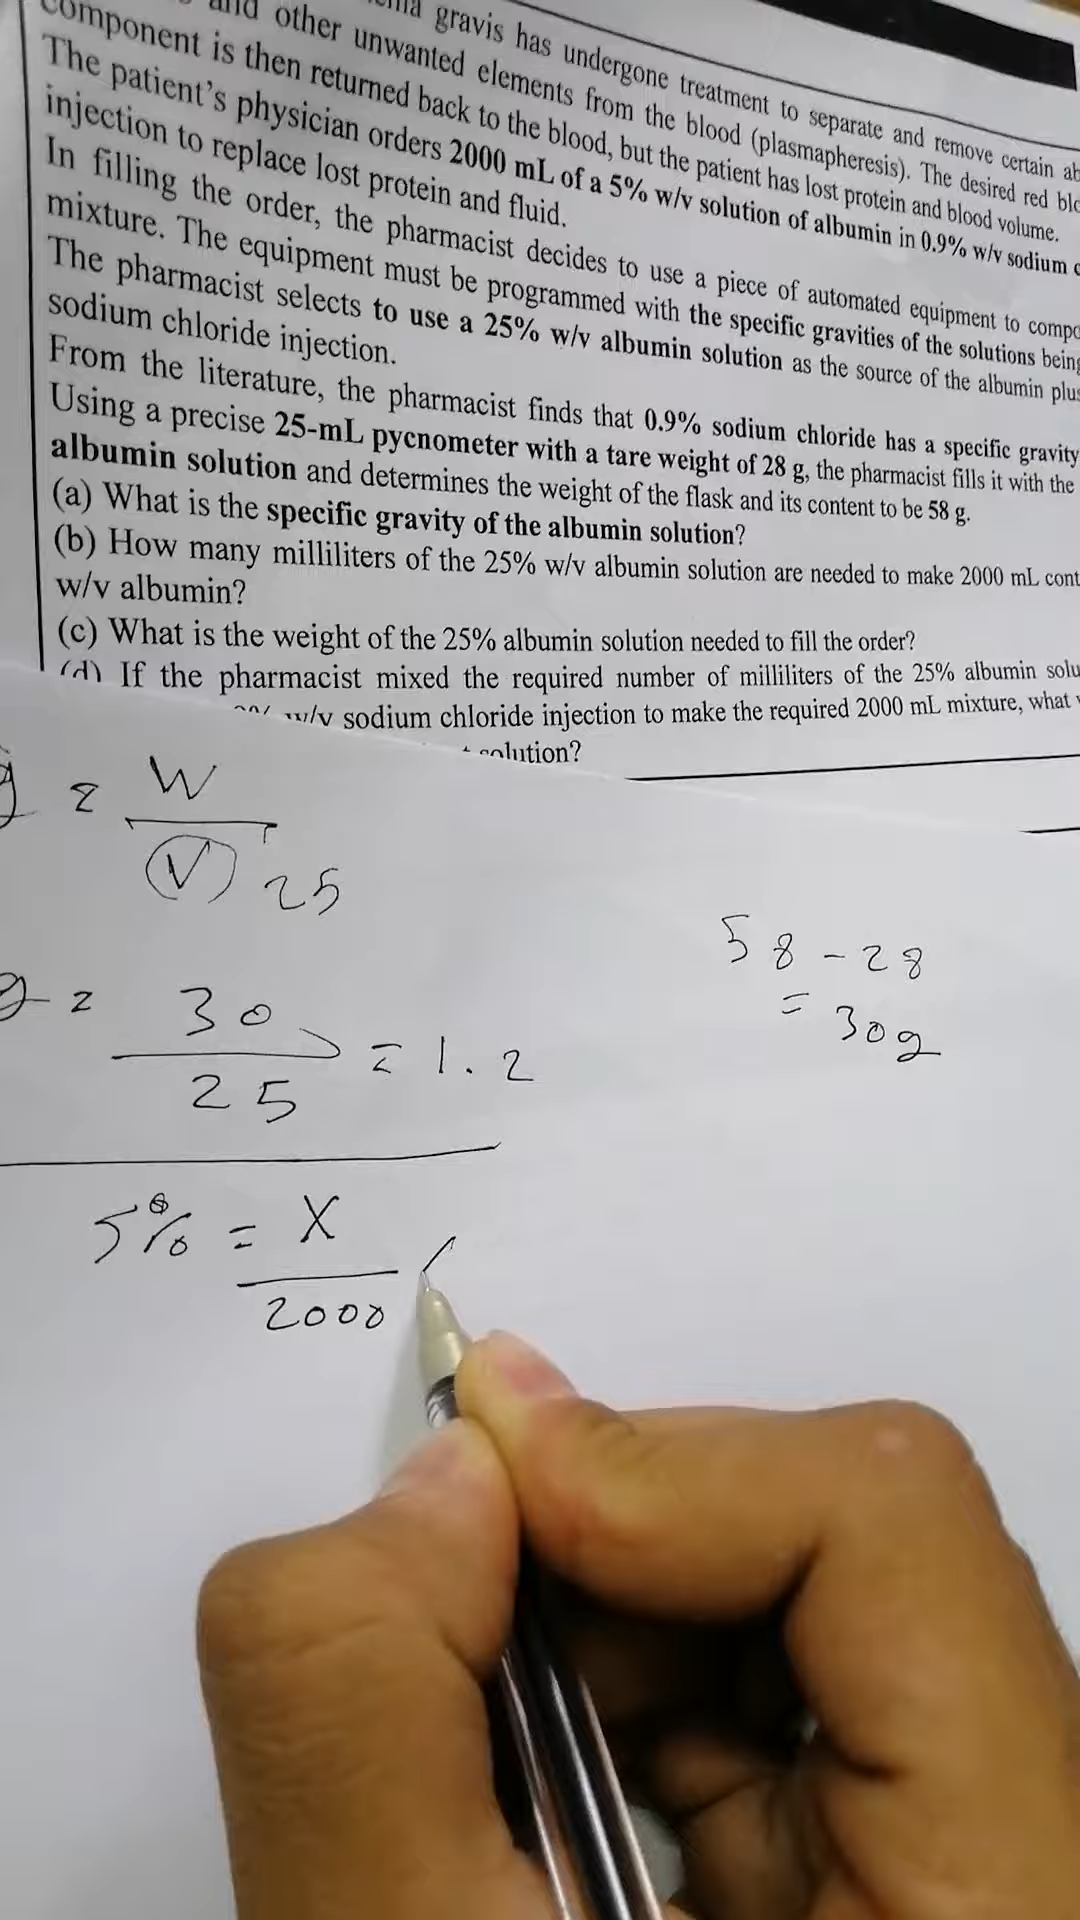 gravis has undergone treatment to separate and remove certain
and other unwanted elements from the blood (plasmapheresis). The desired red
component is then returned back to the blood, but the patient has lost protein and blood volume.
The patient's physician orders 2000 mL of a 5% w/v solution of albumin in 0.9% w/v sodium
injection to replace lost protein and fluid.
In filling the order, the pharmacist decides to use a piece of automated equipment to
mixture. The equipment must be programmed with the specific gravities of the solutions
The pharmacist selects to use a 25% w/v albumin solution as the source of the albumin
sodium chloride injection.
From the literature, the pharmacist finds that 0.9% sodium chloride has a specific gravity
Using a precise 25-mL pycnometer with a tare weight of 28 g, the pharmacist fills it with the
albumin solution and determines the weight of the flask and its content to be 58 g.
(a) What is the specific gravity of the albumin solution?
(b) How many milliliters of the 25% w/v albumin solution are needed to make 2000 mL
w/v albumin?
(c) What is the weight of the 25% albumin solution needed to fill the order?
(d) If the pharmacist mixed the required number of milliliters of the 25% albumin
w/v sodium chloride injection to make the required 2000 mL mixture, what
solution?
= W
V 25
58 - 28
= 30g
= 30
25 = 1.2
5% = X
2000